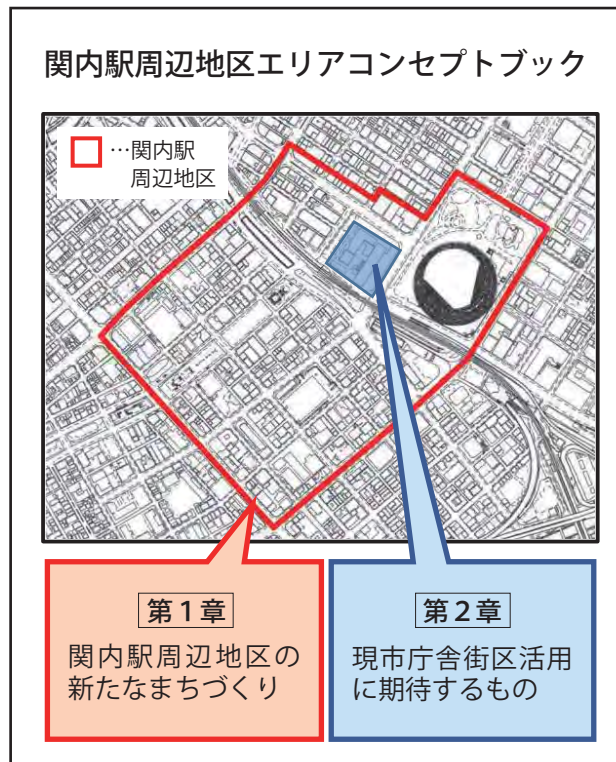 関内駅周辺地区エリアコンセプトブック
…関内駅
周辺地区
第1章
関内駅周辺地区の
新たなまちづくり
第2章
現市庁舎街区活用
に期待するもの